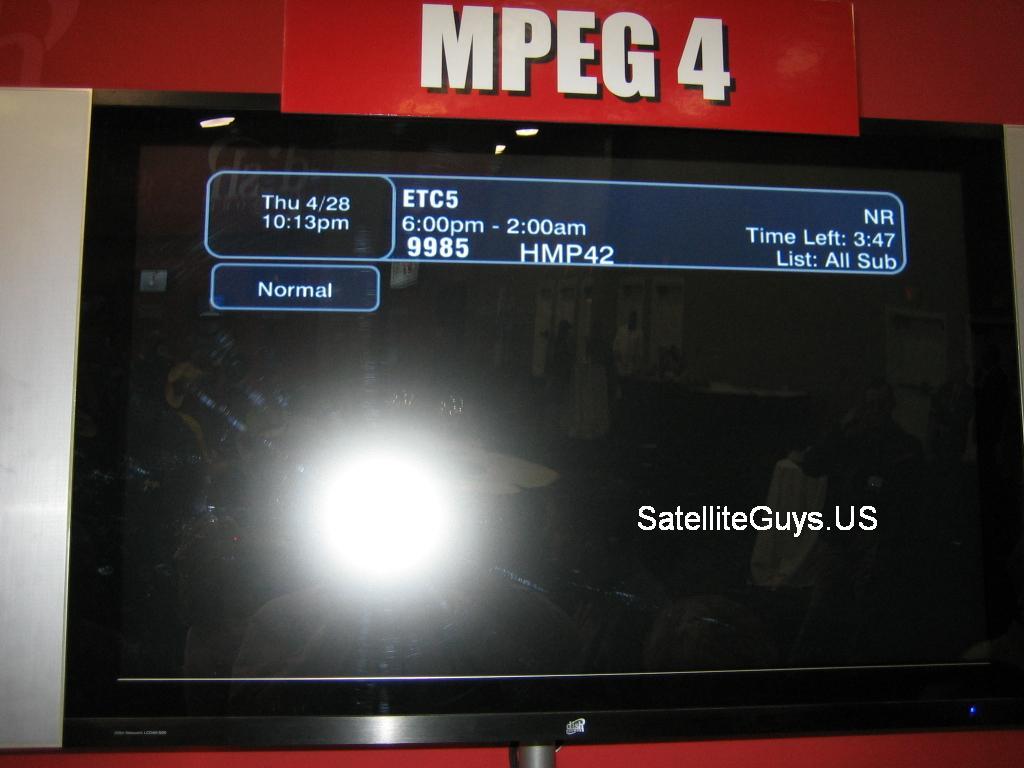 MPEG 4
Thu 4/28
10:13pm
ETC5
6:00pm - 2:00am
9985 HMP42
NR
Time Left: 3:47
List: All Sub
Normal
SatelliteGuys.US
dish